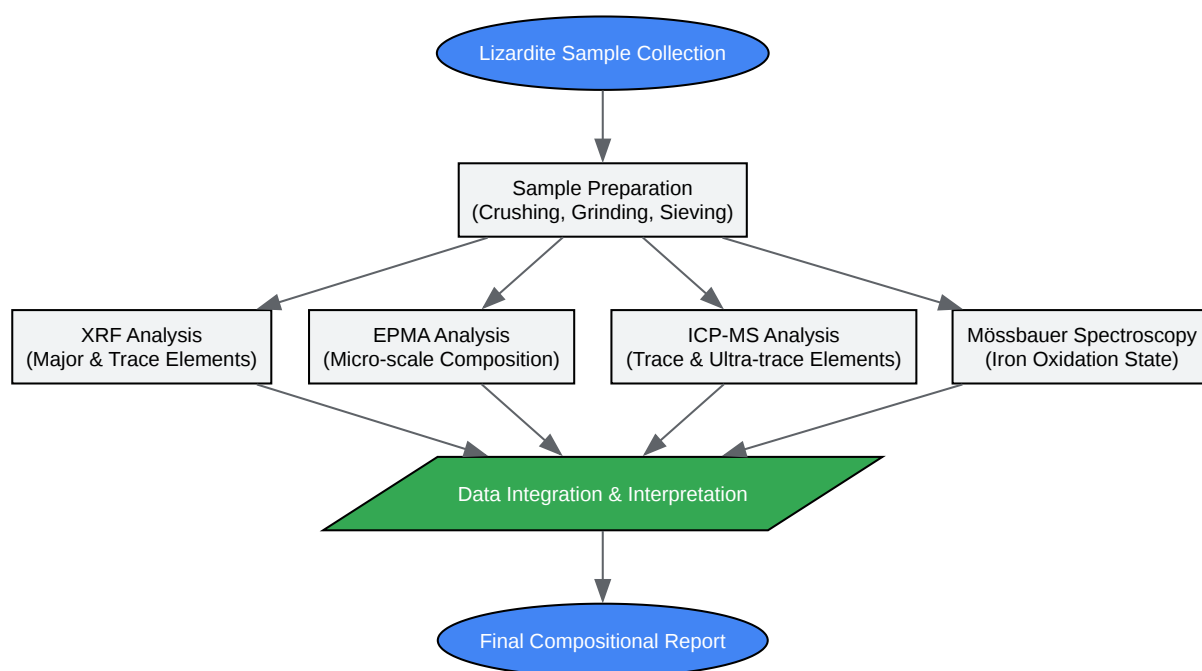 Lizardite Sample Collection
Sample Preparation
(Crushing, Grinding, Sieving)
XRF Analysis
(Major & Trace Elements)
EPMA Analysis
(Micro-scale Composition)
ICP-MS Analysis
(Trace & Ultra-trace Elements)
Mössbauer Spectroscopy
(Iron Oxidation State)
Data Integration & Interpretation
Final Compositional Report